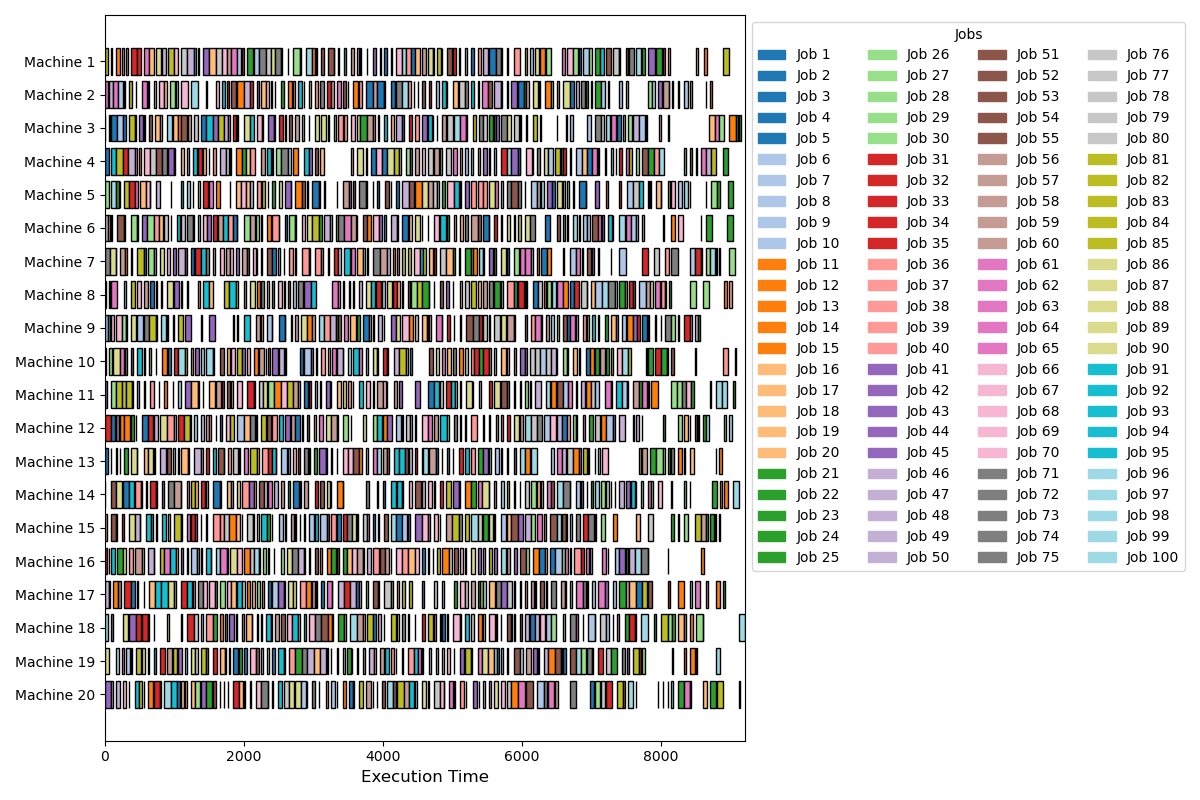 Machine 1
Machine 2
Machine 3
Machine 4
Machine 5
Machine 6
Machine 7
Machine 8
Machine 9
Machine 10
Machine 11
Machine 12
Machine 13
Machine 14
Machine 15
Machine 16
Machine 17
Machine 18
Machine 19
Machine 20
0 2000 4000 6000 8000
Execution Time
Jobs
Job 1 Job 26 Job 51 Job 76
Job 2 Job 27 Job 52 Job 77
Job 3 Job 28 Job 53 Job 78
Job 4 Job 29 Job 54 Job 79
Job 5 Job 30 Job 55 Job 80
Job 6 Job 31 Job 56 Job 81
Job 7 Job 32 Job 57 Job 82
Job 8 Job 33 Job 58 Job 83
Job 9 Job 34 Job 59 Job 84
Job 10 Job 35 Job 60 Job 85
Job 11 Job 36 Job 61 Job 86
Job 12 Job 37 Job 62 Job 87
Job 13 Job 38 Job 63 Job 88
Job 14 Job 39 Job 64 Job 89
Job 15 Job 40 Job 65 Job 90
Job 16 Job 41 Job 66 Job 91
Job 17 Job 42 Job 67 Job 92
Job 18 Job 43 Job 68 Job 93
Job 19 Job 44 Job 69 Job 94
Job 20 Job 45 Job 70 Job 95
Job 21 Job 46 Job 71 Job 96
Job 22 Job 47 Job 72 Job 97
Job 23 Job 48 Job 73 Job 98
Job 24 Job 49 Job 74 Job 99
Job 25 Job 50 Job 75 Job 100